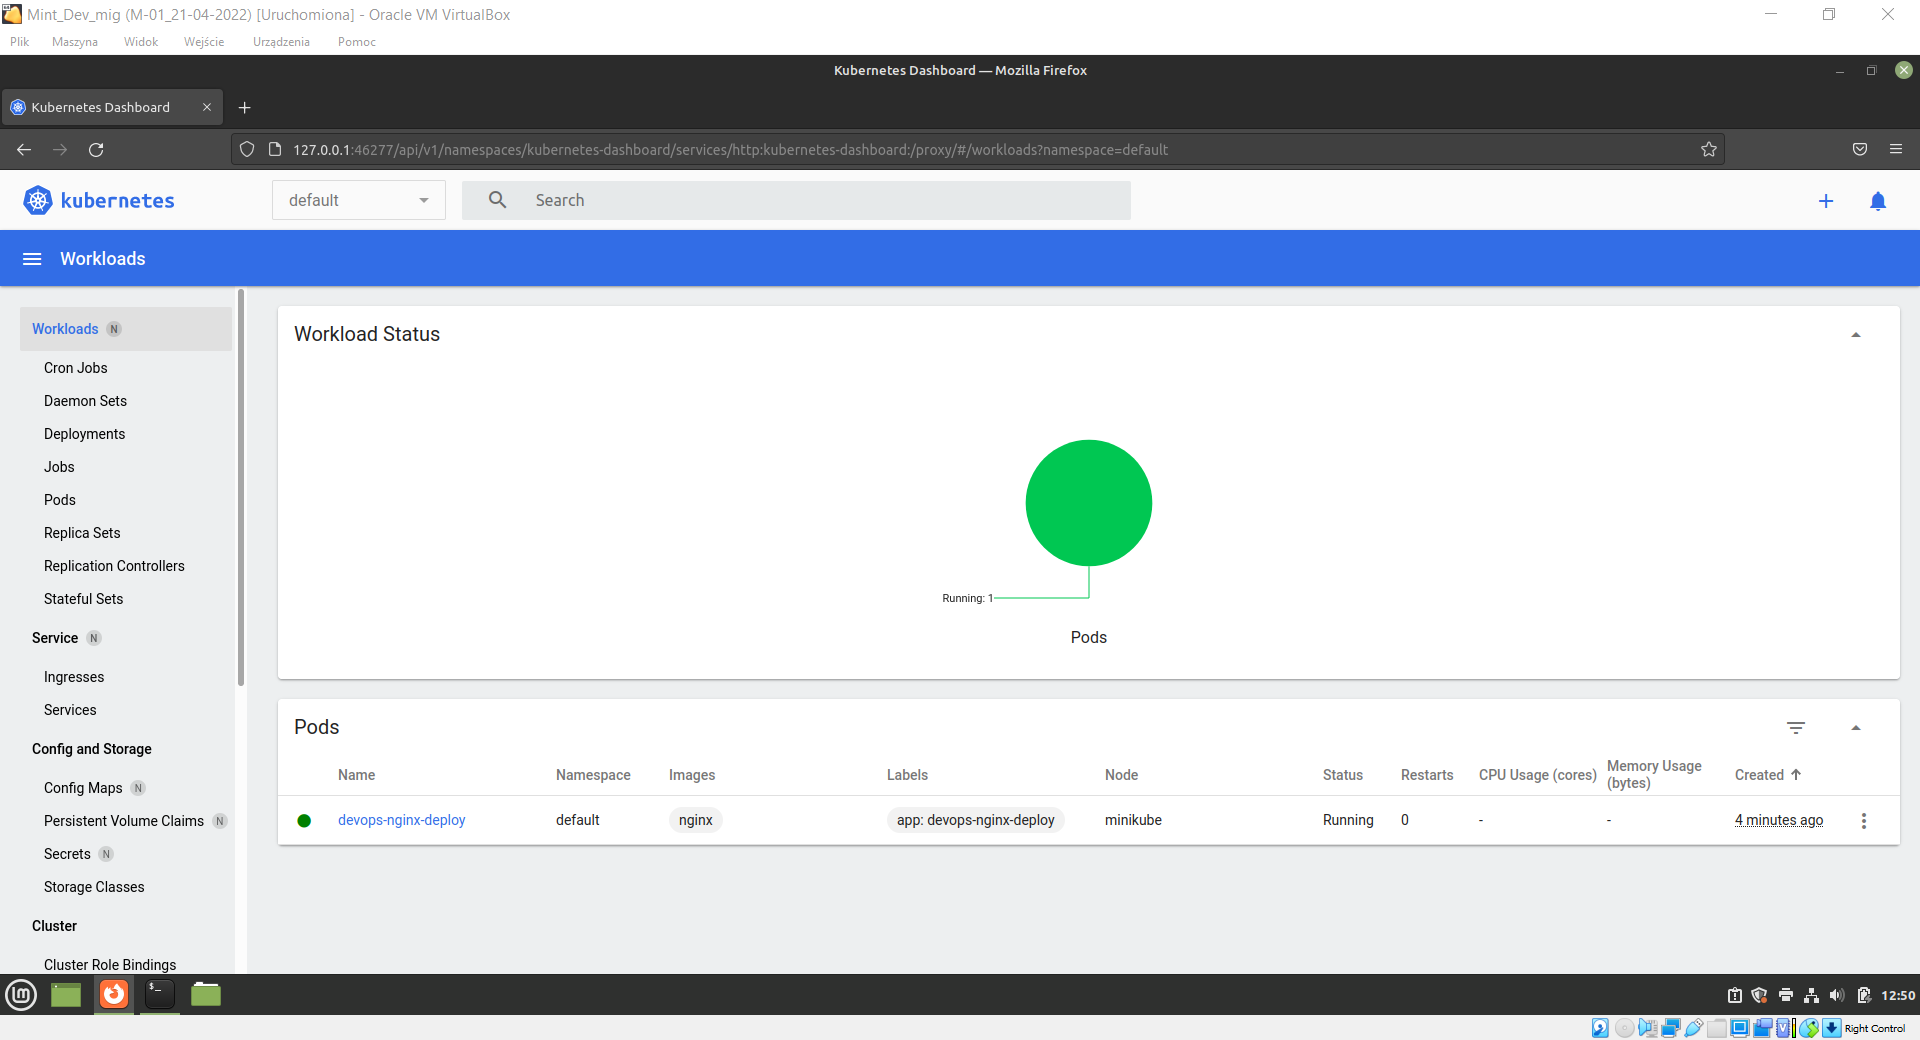 Mint_Dev_mig (M-01_21-04-2022) [Uruchomiona] - Oracle VM VirtualBox
Plik Maszyna Widok Wejście Urządzenia Pomoc
Kubernetes Dashboard — Mozilla Firefox
Kubernetes Dashboard
127.0.0.1:46277/api/v1/namespaces/kubernetes-dashboard/services/http:kubernetes-dashboard:/proxy/#/workloads?namespace=default
kubernetes
default
Search
Workloads
Workloads N
Cron Jobs
Daemon Sets
Deployments
Jobs
Pods
Replica Sets
Replication Controllers
Stateful Sets
Service N
Ingresses
Services
Config and Storage
Config Maps N
Persistent Volume Claims N
Secrets N
Storage Classes
Cluster
Cluster Role Bindings
Workload Status
Running: 1
Pods
Pods
Name Namespace Images Labels Node Status Restarts CPU Usage (cores) Memory Usage (bytes) Created
devops-nginx-deploy default nginx app: devops-nginx-deploy minikube Running 0 - - 4 minutes ago
12:50
Right Control